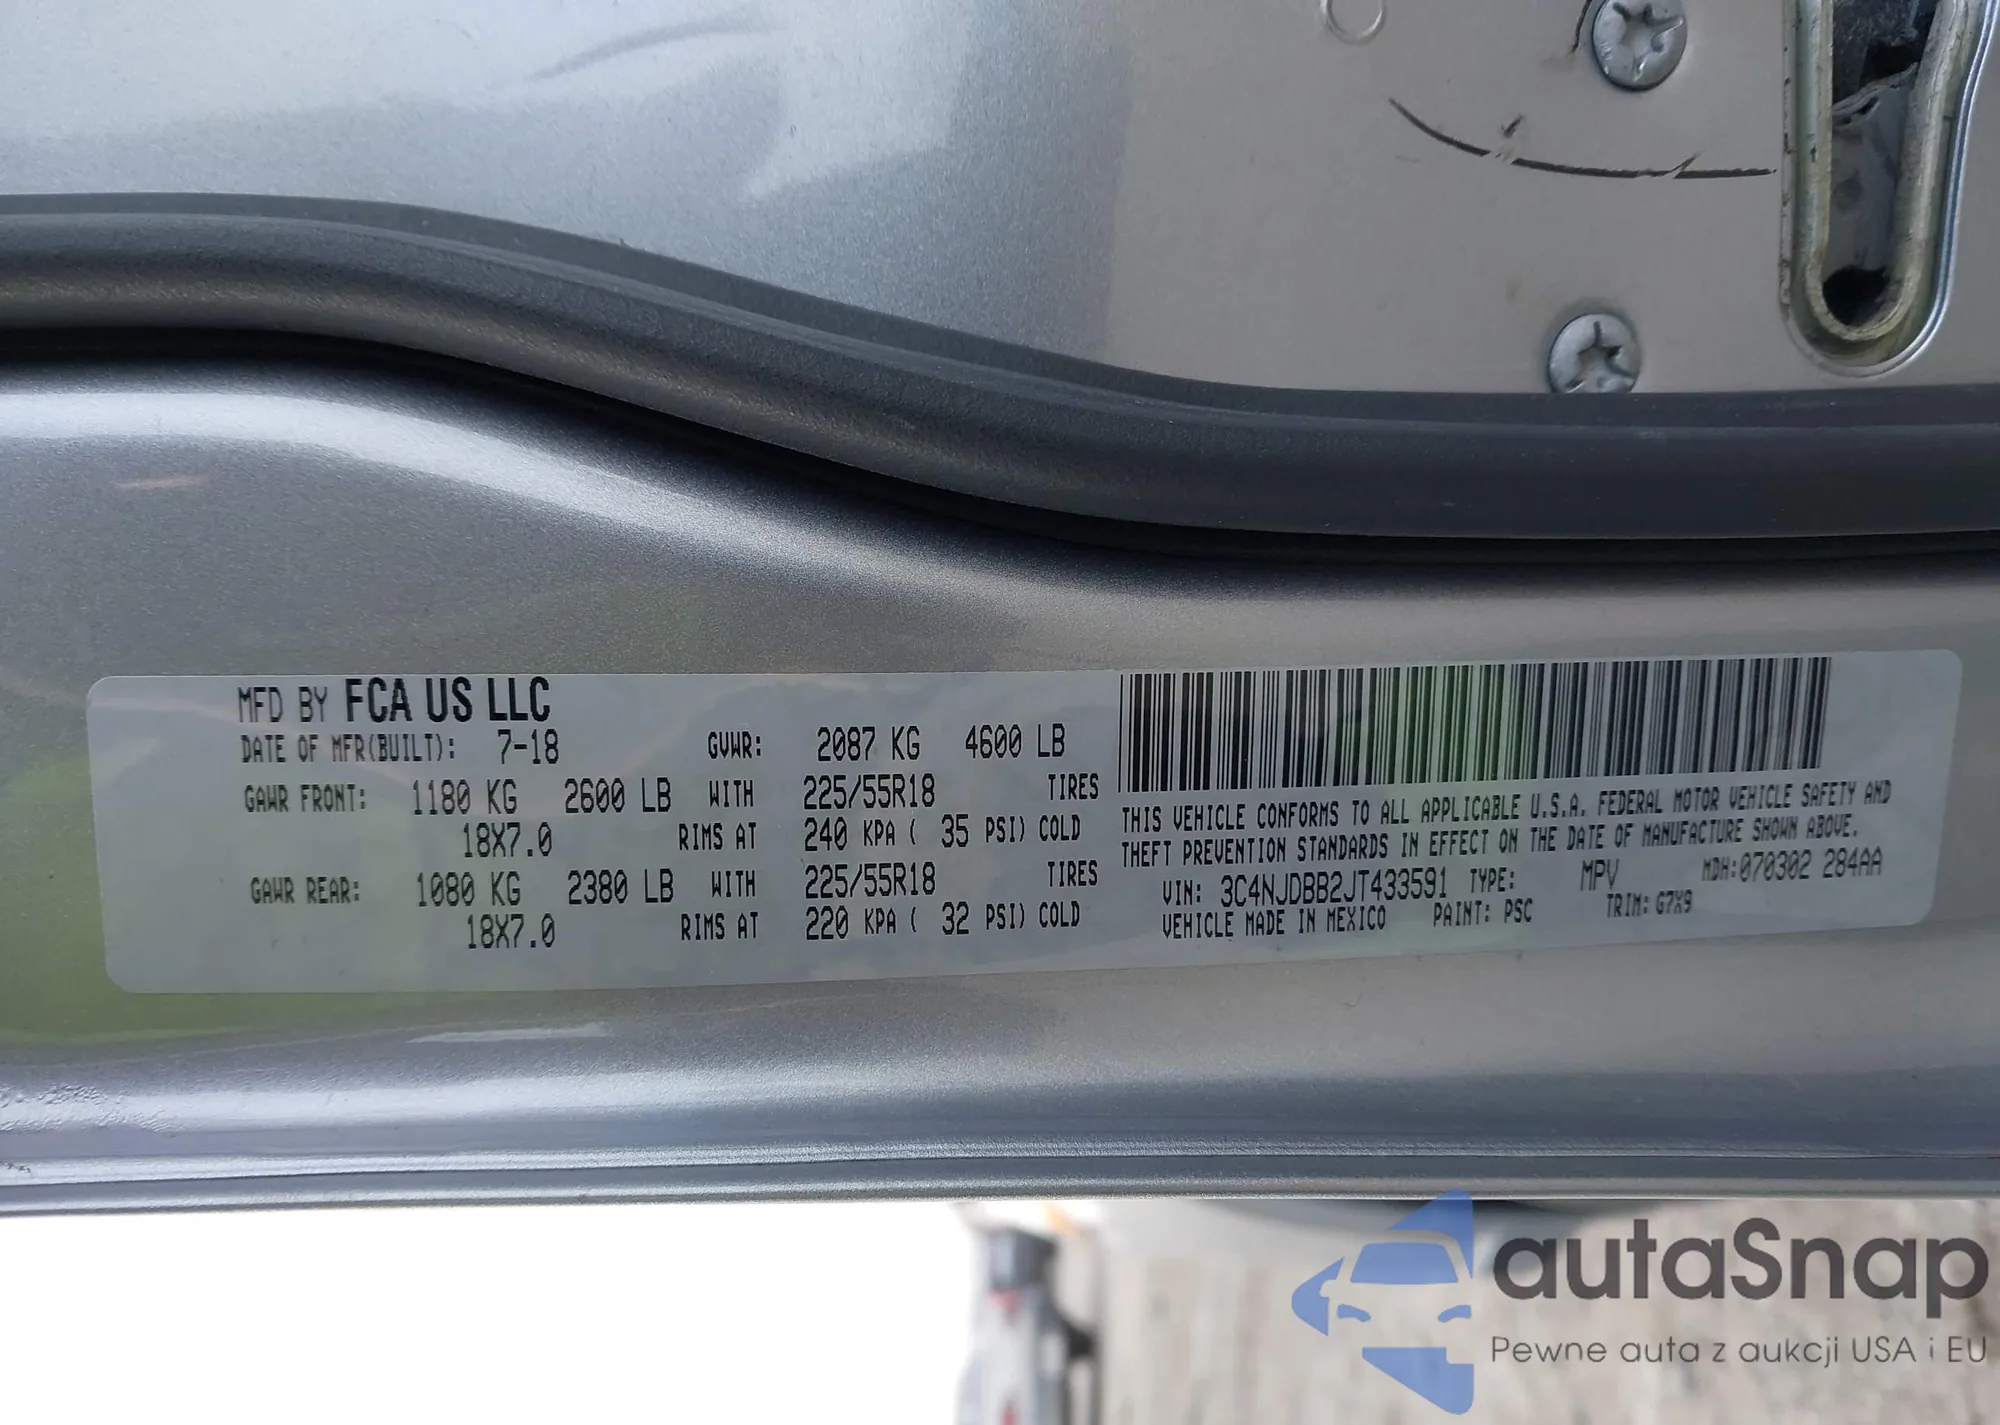 MFD BY FCA US LLC
DATE OF MFR(BUILT): 7-18 GVWR: 2087 KG 4600 LB
GAWR FRONT: 1180 KG 2600 LB WITH 225/55R18 TIRES
18X7.0 RIMS AT 240 KPA ( 35 PSI) COLD
GAWR REAR: 1080 KG 2380 LB WITH 225/55R18 TIRES
18X7.0 RIMS AT 220 KPA ( 32 PSI) COLD
THIS VEHICLE CONFORMS TO ALL APPLICABLE U.S.A. FEDERAL MOTOR VEHICLE SAFETY AND
THEFT PREVENTION STANDARDS IN EFFECT ON THE DATE OF MANUFACTURE SHOWN ABOVE.
VIN: 3C4NJDBB2JT433591 TYPE: MPV MDH:070302 284AA
VEHICLE MADE IN MEXICO PAINT: PSC TRIM: G7X9
autaSnap
Pewne auta z aukcji USA i EU